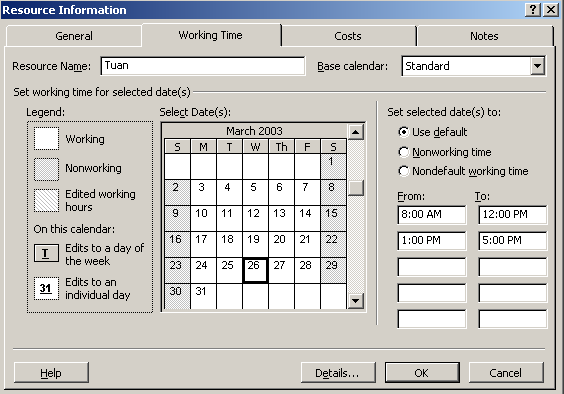 Resource Information
General Working Time Costs Notes
Resource Name: Tuan Base calendar: Standard
Set working time for selected date(s)
Legend:
Working
Nonworking
Edited working
hours
On this calendar:
T Edits to a day of
the week
31 Edits to an
individual day
Select Date(s):
March 2003
S M T W Th F S
1
2 3 4 5 6 7 8
9 10 11 12 13 14 15
16 17 18 19 20 21 22
23 24 25 26 27 28 29
30 31
Set selected date(s) to:
Use default
Nonworking time
Nondefault working time
From: To:
8:00 AM 12:00 PM
1:00 PM 5:00 PM
Help Details... OK Cancel